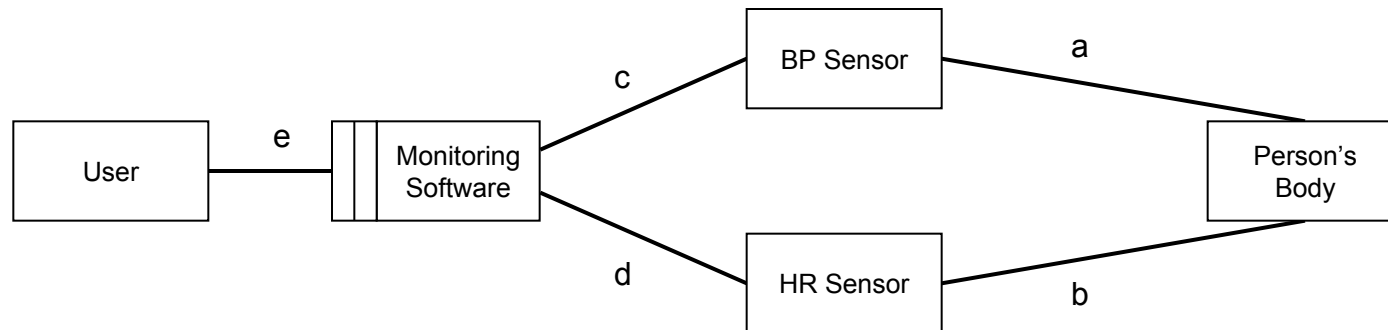 BP Sensor
a
c
User
e
Monitoring
Software
Person's
Body
d
HR Sensor
b